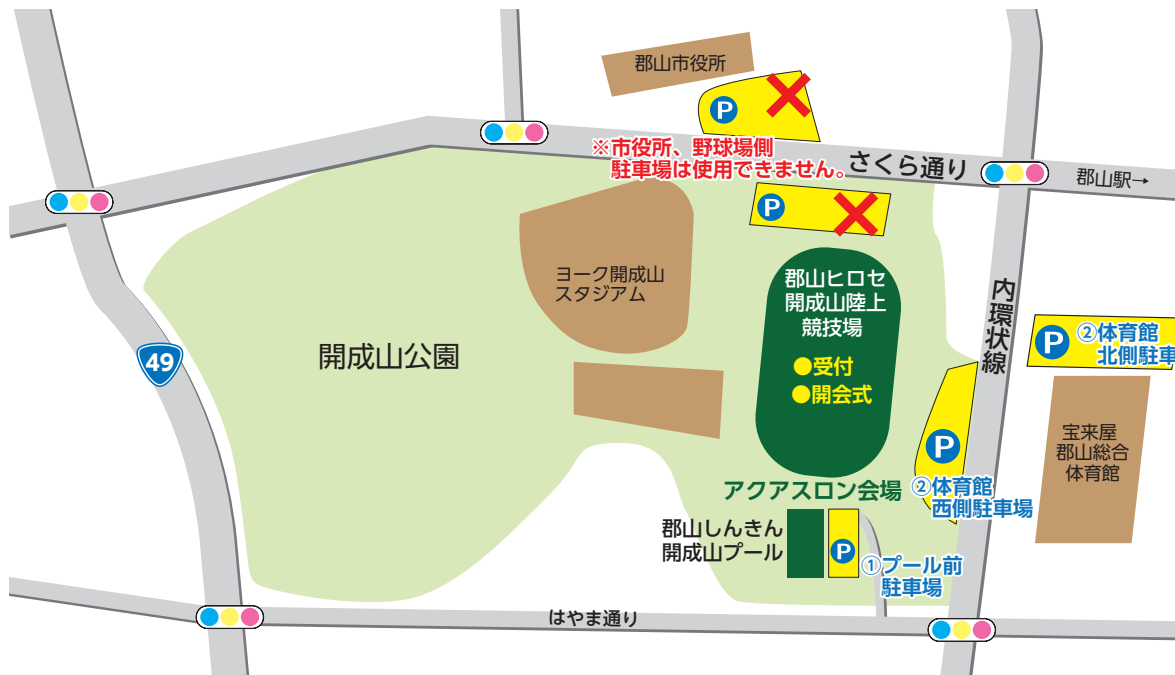 郡山市役所
P
※市役所、野球場側
駐車場は使用できません。
さくら通り
郡山駅→
P
ヨーク開成山
スタジアム
郡山ヒロセ
開成山陸上
競技場
●受付
●開会式
内環状線
P
②体育館
北側駐車
49
開成山公園
P
②体育館
西側駐車場
宝来屋
郡山総合
体育館
アクアスロン会場
郡山しんきん
開成山プール
P
①プール前
駐車場
はやま通り